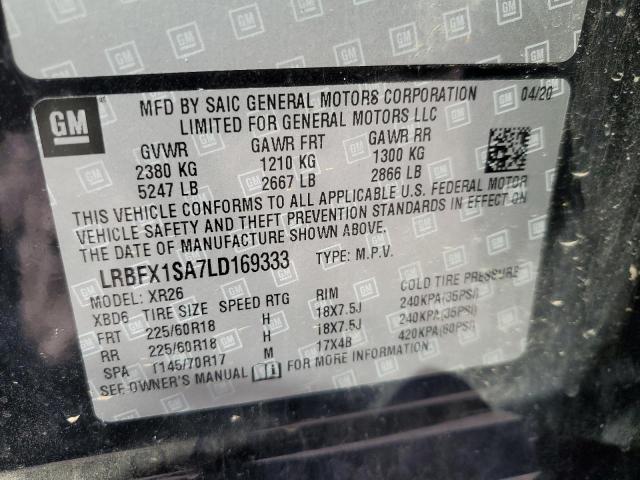 GM
MFD BY SAIC GENERAL MOTORS CORPORATION 04/20
LIMITED FOR GENERAL MOTORS LLC
GVWR GAWR FRT GAWR RR
2380 KG 1210 KG 1300 KG
5247 LB 2667 LB 2866 LB
THIS VEHICLE CONFORMS TO ALL APPLICABLE U.S. FEDERAL MOTOR
VEHICLE SAFETY AND THEFT PREVENTION STANDARDS IN EFFECT ON
THE DATE OF MANUFACTURE SHOWN ABOVE.
LRBFX1SA7LD169333 TYPE: M.P.V.
MODEL: XR26
XBD6 TIRE SIZE SPEED RTG RIM COLD TIRE PRESSURE
FRT 225/60R18 H 18X7.5J 240KPA(35PSI)
RR 225/60R18 H 18X7.5J 240KPA(35PSI)
SPA T145/70R17 M 17X4B 420KPA(60PSI)
SEE OWNER'S MANUAL FOR MORE INFORMATION.